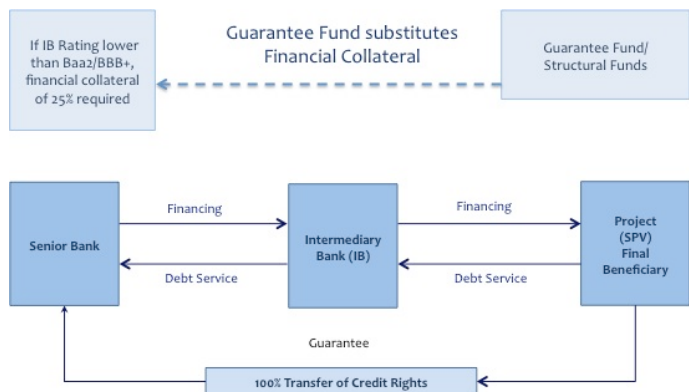 If IB Rating lower
than Baa2/BBB+,
financial collateral
of 25% required
Guarantee Fund substitutes
Financial Collateral
Guarantee Fund/
Structural Funds
Senior Bank
Financing
Debt Service
Intermediary
Bank (IB)
Financing
Debt Service
Project
(SPV)
Final
Beneficiary
Guarantee
100% Transfer of Credit Rights